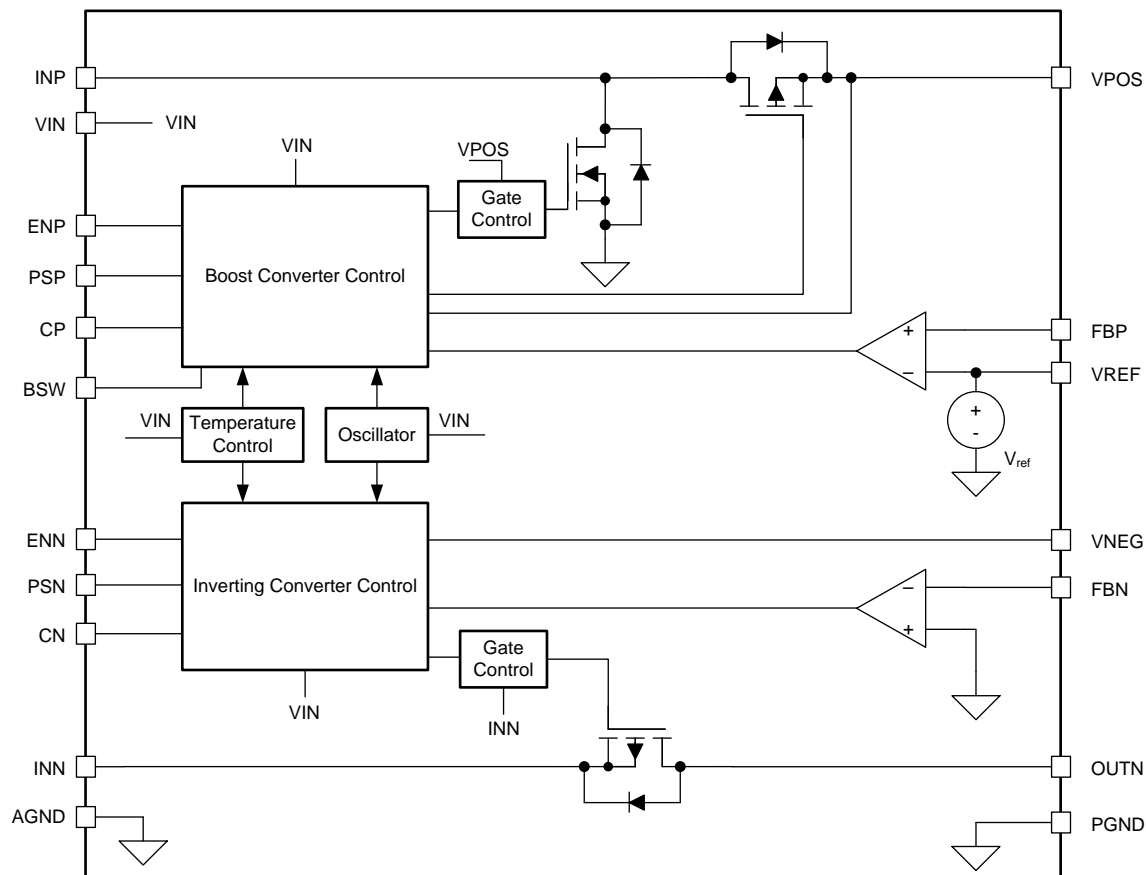 INP
VPOS
VIN
VIN
VIN
VPOS
Gate
Control
ENP
PSP
Boost Converter Control
CP
+
FBP
BSW
−
VREF
VIN
Temperature
Control
Oscillator
VIN
+
-
Vref
ENN
VNEG
PSN
Inverting Converter Control
−
FBN
CN
+
Gate
Control
VIN
INN
INN
OUTN
AGND
PGND